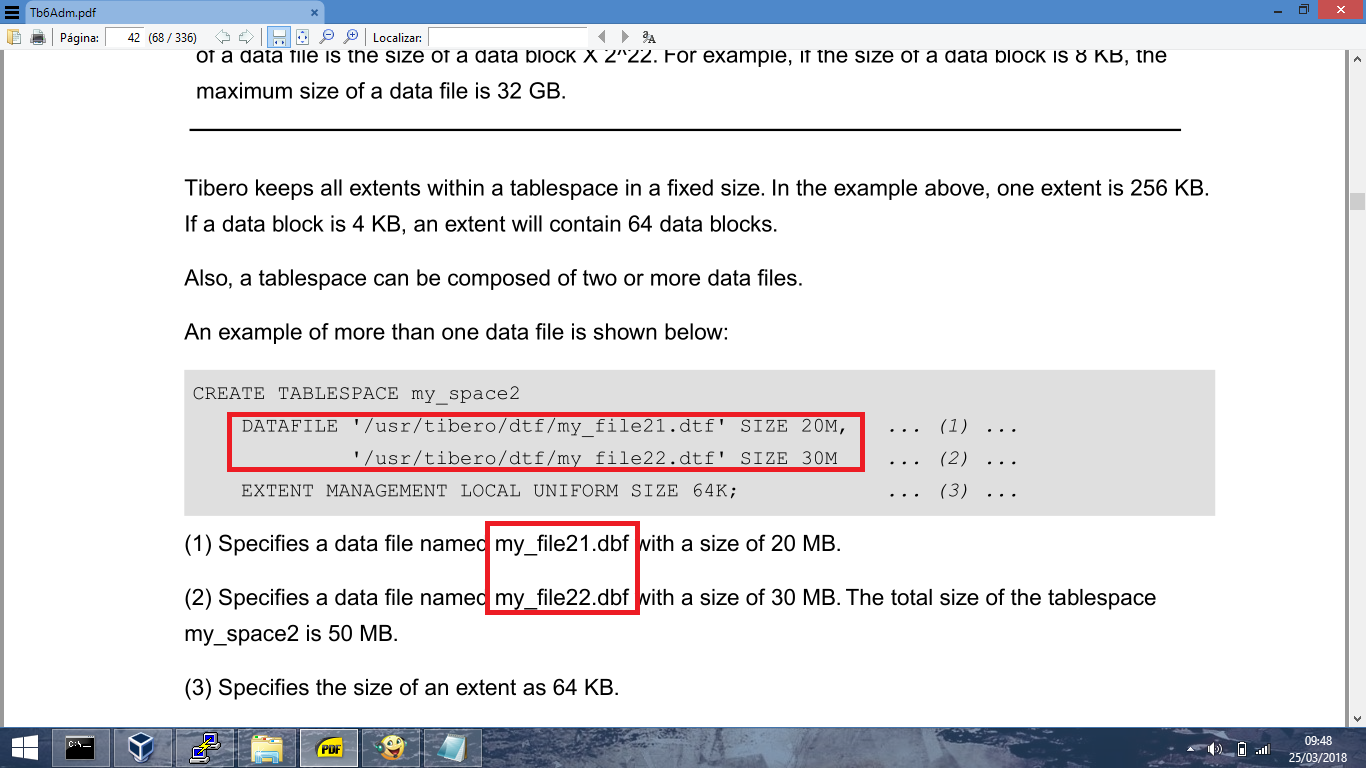 Tb6Adm.pdf
Página: 42 (68 / 336) Localizar:
of a data file is the size of a data block X 2^22. For example, if the size of a data block is 8 KB, the
maximum size of a data file is 32 GB.
Tibero keeps all extents within a tablespace in a fixed size. In the example above, one extent is 256 KB.
If a data block is 4 KB, an extent will contain 64 data blocks.
Also, a tablespace can be composed of two or more data files.
An example of more than one data file is shown below:
CREATE TABLESPACE my_space2
DATAFILE '/usr/tibero/dtf/my_file21.dtf' SIZE 20M, ... (1) ...
'/usr/tibero/dtf/my_file22.dtf' SIZE 30M ... (2) ...
EXTENT MANAGEMENT LOCAL UNIFORM SIZE 64K; ... (3) ...
(1) Specifies a data file named my_file21.dbf with a size of 20 MB.
(2) Specifies a data file named my_file22.dbf with a size of 30 MB. The total size of the tablespace
my_space2 is 50 MB.
(3) Specifies the size of an extent as 64 KB.
PDF
09:48
25/03/2018